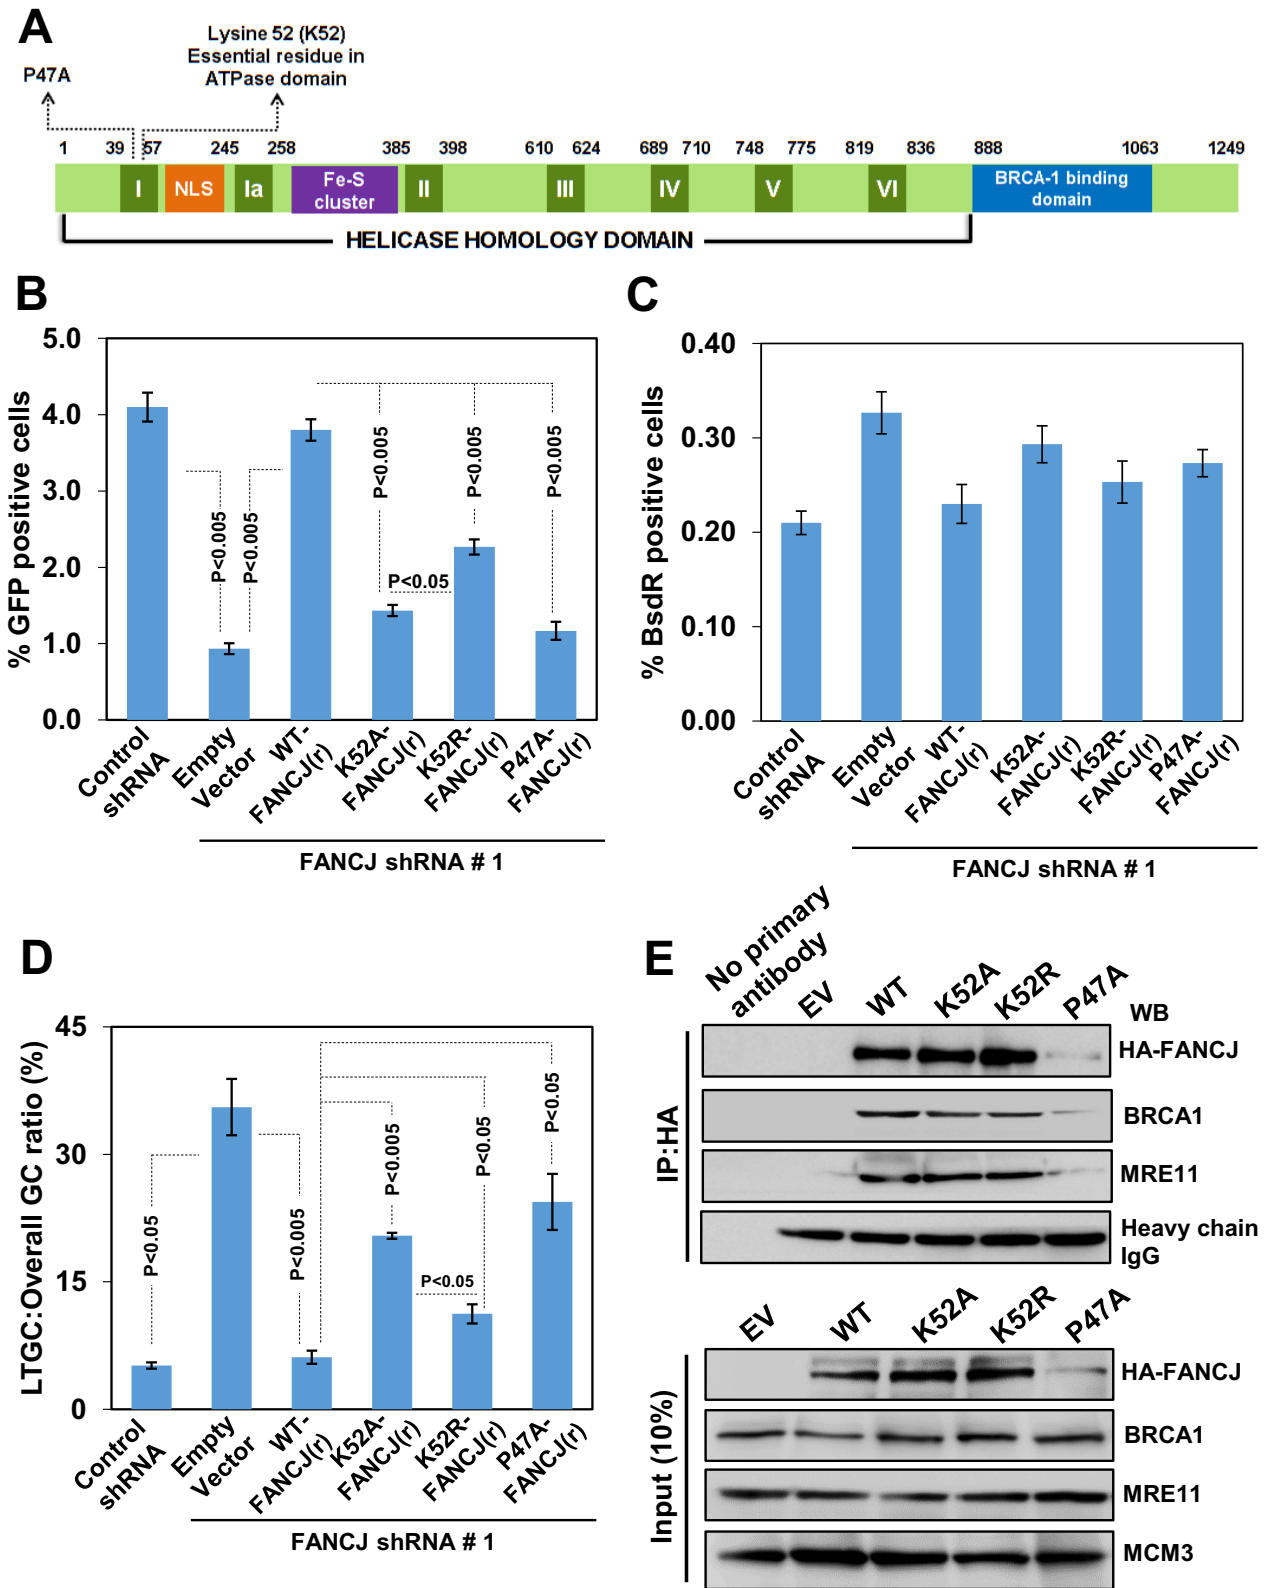 A
Lysine 52 (K52)
Essential residue in
ATPase domain
P47A
1 39 57 245 258 385 398 610 624 689 710 748 775 819 836 888 1063 1249
I NLS Ia Fe-S cluster II III IV V VI BRCA-1 binding domain
HELICASE HOMOLOGY DOMAIN
B
% GFP positive cells
5.0
4.0
3.0
2.0
1.0
0.0
P<0.005
P<0.005
P<0.005
P<0.005
P<0.005
P<0.05
Control shRNA
Empty Vector
WT-FANCJ(r)
K52A-FANCJ(r)
K52R-FANCJ(r)
P47A-FANCJ(r)
FANCJ shRNA # 1
C
% BsdR positive cells
0.40
0.30
0.20
0.10
0.00
Control shRNA
Empty Vector
WT-FANCJ(r)
K52A-FANCJ(r)
K52R-FANCJ(r)
P47A-FANCJ(r)
FANCJ shRNA # 1
D
LTGC:Overall GC ratio (%)
45
30
15
0
P<0.05
P<0.005
P<0.005
P<0.05
P<0.05
P<0.05
Control shRNA
Empty Vector
WT-FANCJ(r)
K52A-FANCJ(r)
K52R-FANCJ(r)
P47A-FANCJ(r)
FANCJ shRNA # 1
E
No primary antibody
EV
WT
K52A
K52R
P47A
WB
IP:HA
HA-FANCJ
BRCA1
MRE11
Heavy chain
IgG
EV
WT
K52A
K52R
P47A
Input (10%)
HA-FANCJ
BRCA1
MRE11
MCM3